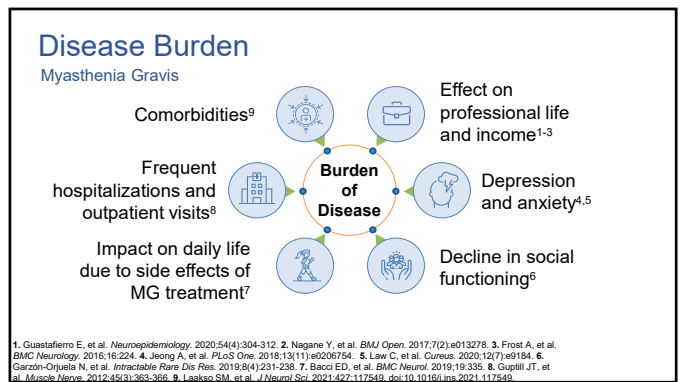 Disease Burden
Myasthenia Gravis
Comorbidities⁹
Effect on
professional life
and income¹⁻³
Frequent
hospitalizations and
outpatient visits⁸
Burden
of
Disease
Depression
and anxiety⁴,⁵
Impact on daily life
due to side effects of
MG treatment⁷
Decline in social
functioning⁶
1. Guastafierro E, et al. Neuroepidemiology. 2020;54(4):304-312. 2. Nagane Y, et al. BMJ Open. 2017;7(2):e013278. 3. Frost A, et al.
BMC Neurology. 2016;16:224. 4. Jeong A, et al. PLoS One. 2018;13(11):e0206754. 5. Law C, et al. Cureus. 2020;12(7):e9184. 6.
Garzón-Orjuela N, et al. Intractable Rare Dis Res. 2019;8(4):231-238. 7. Bacci ED, et al. BMC Neurol. 2019;19:335. 8. Guptill JT, et
al. Muscle Nerve. 2012;45(3):363-366. 9. Laakso SM, et al. J Neurol Sci. 2021;427:117549. doi:10.1016/j.jns.2021.117549.